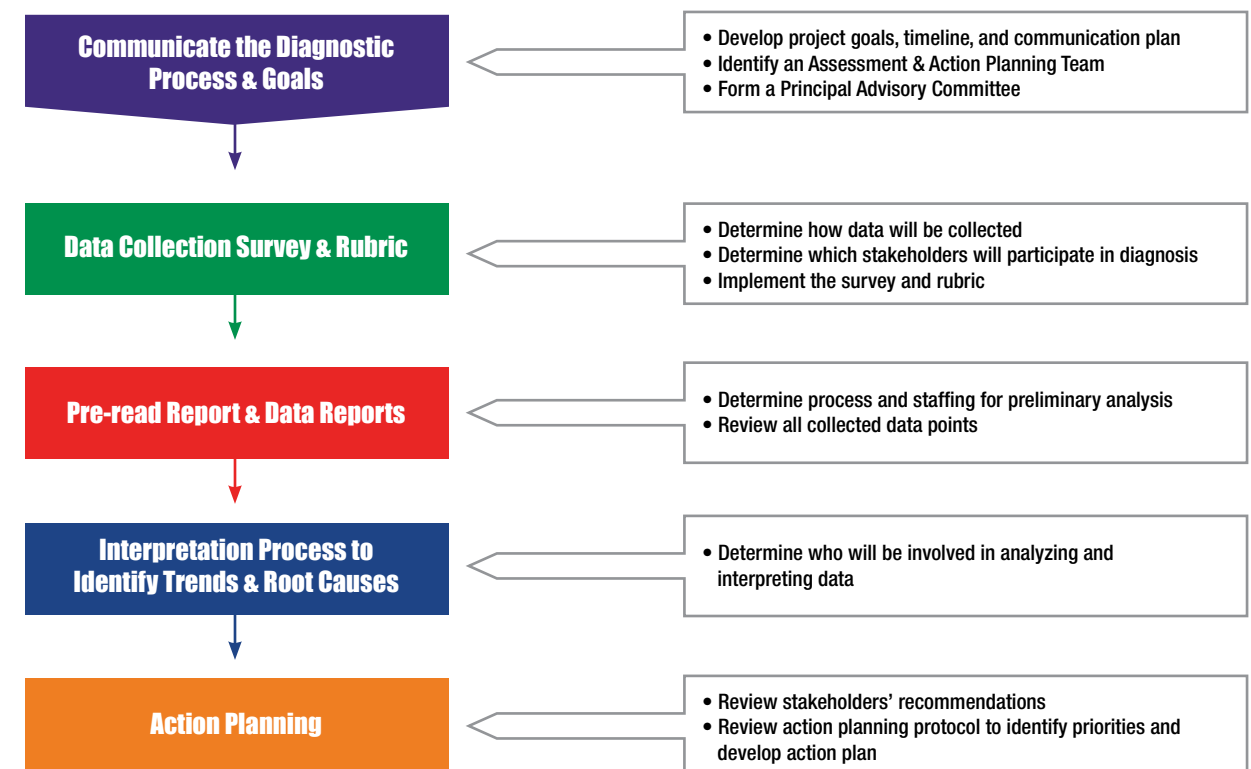 Communicate the Diagnostic
Process & Goals
• Develop project goals, timeline, and communication plan
• Identify an Assessment & Action Planning Team
• Form a Principal Advisory Committee
Data Collection Survey & Rubric
• Determine how data will be collected
• Determine which stakeholders will participate in diagnosis
• Implement the survey and rubric
Pre-read Report & Data Reports
• Determine process and staffing for preliminary analysis
• Review all collected data points
Interpretation Process to
Identify Trends & Root Causes
• Determine who will be involved in analyzing and
interpreting data
Action Planning
• Review stakeholders’ recommendations
• Review action planning protocol to identify priorities and
develop action plan